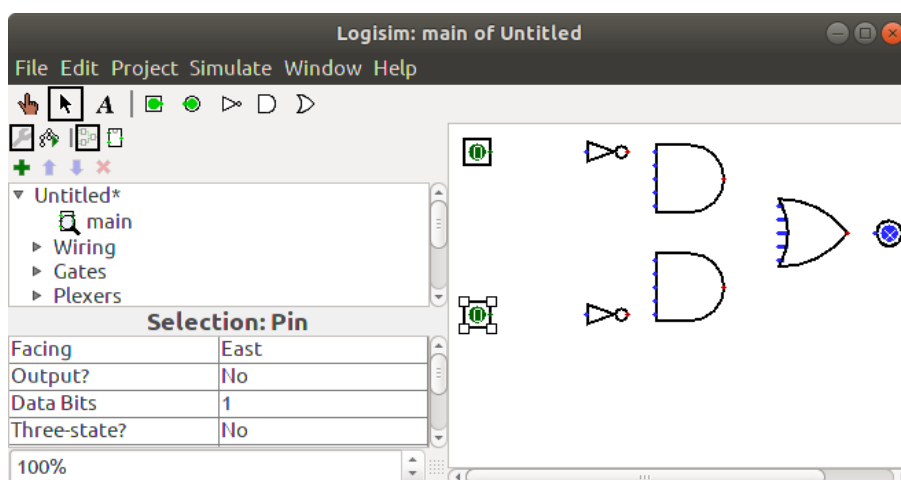 Logisim: main of Untitled
File Edit Project Simulate Window Help
A
Untitled*
main
Wiring
Gates
Plexers
Selection: Pin
Facing East
Output? No
Data Bits 1
Three-state? No
100%